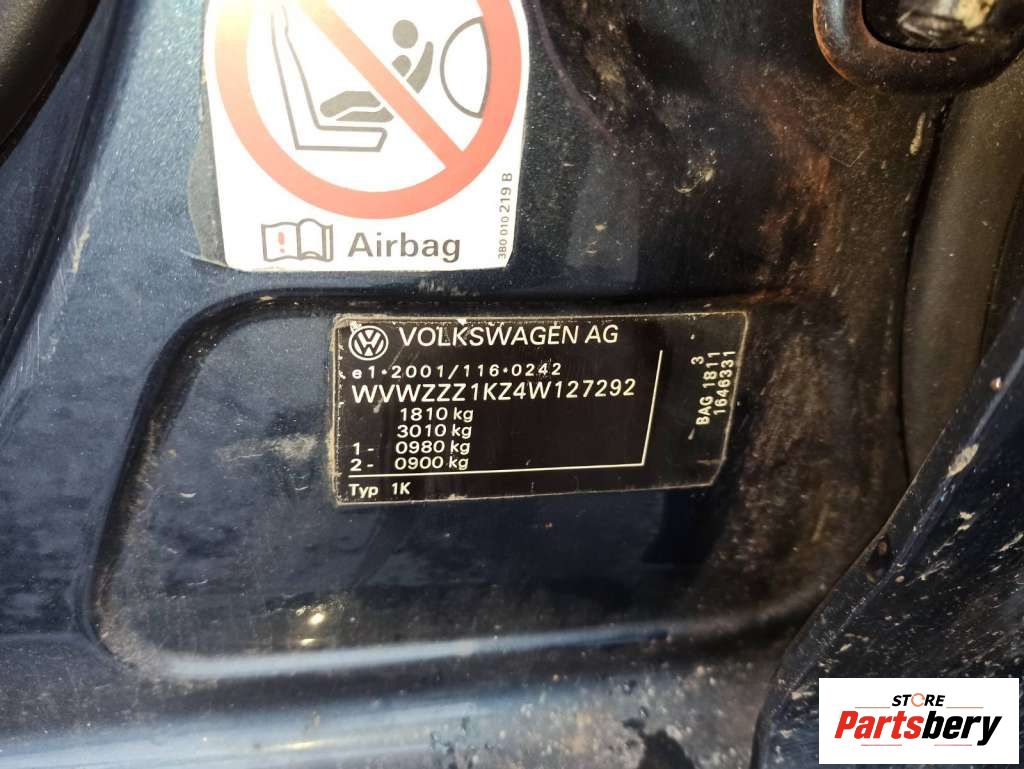 Airbag
3B0 010 219 B
VOLKSWAGEN AG
e1*2001/116*0242
WVWZZZ1KZ4W127292
1810 kg
3010 kg
1- 0980 kg
2- 0900 kg
Typ 1K
3
BAG 1811
1646331
STORE
Partsbery